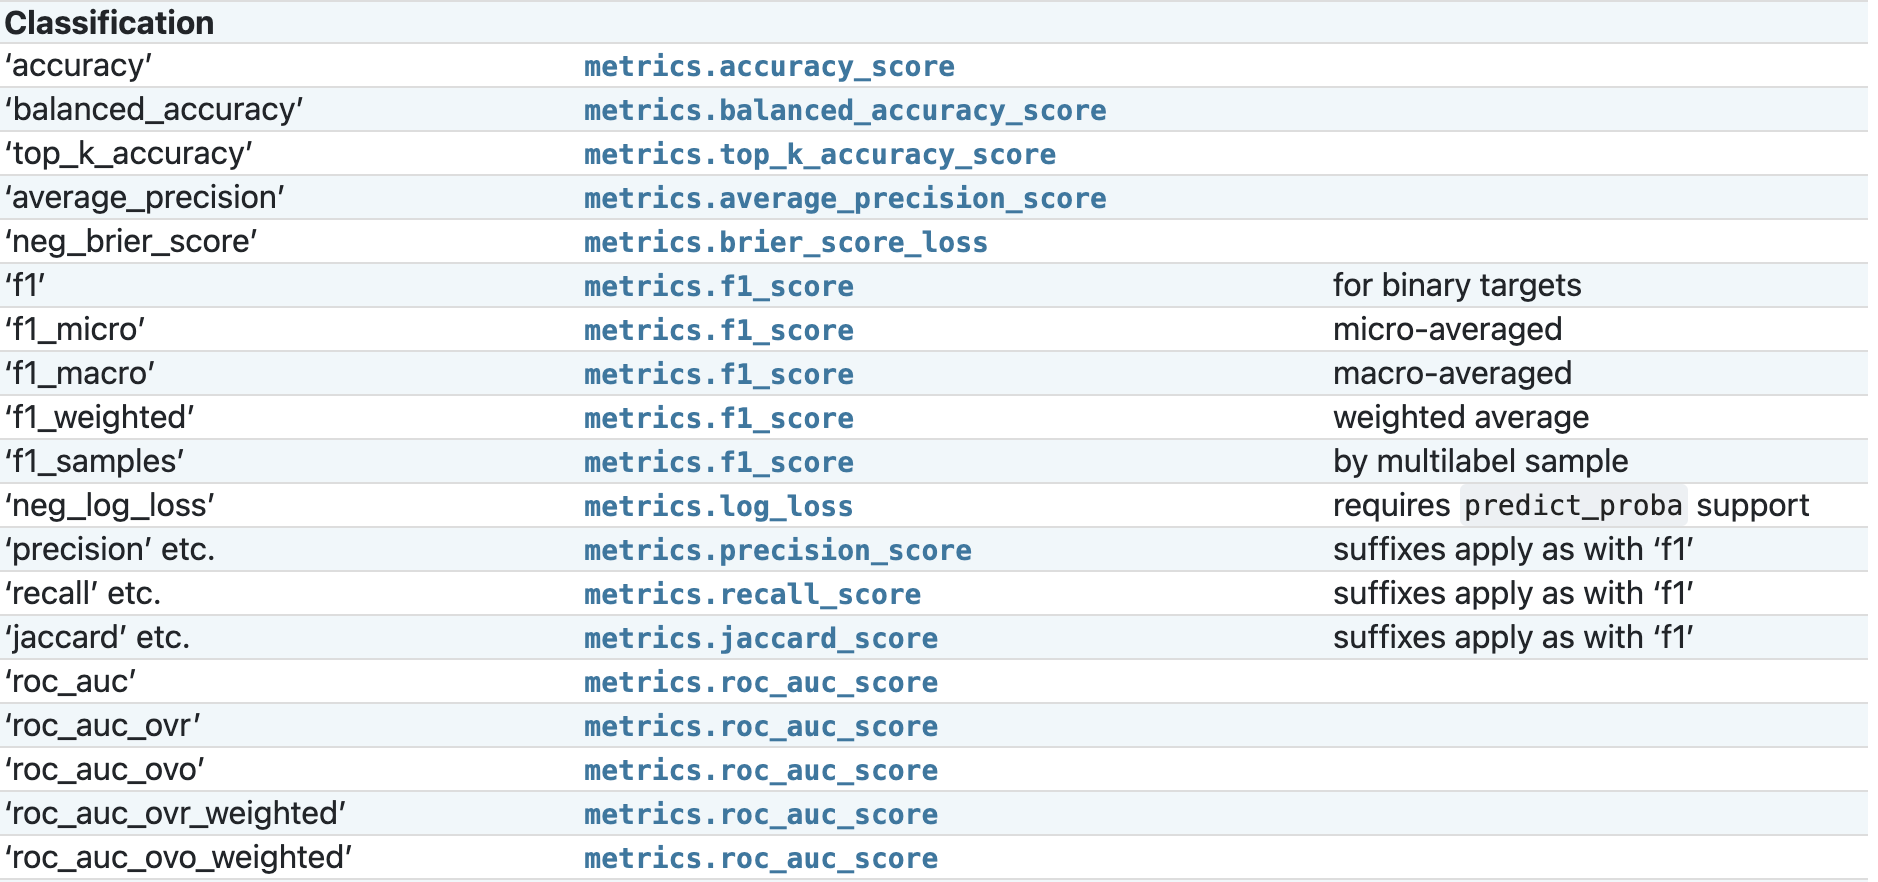 Classification
‘accuracy’ metrics.accuracy_score
‘balanced_accuracy’ metrics.balanced_accuracy_score
‘top_k_accuracy’ metrics.top_k_accuracy_score
‘average_precision’ metrics.average_precision_score
‘neg_brier_score’ metrics.brier_score_loss
‘f1’ metrics.f1_score for binary targets
‘f1_micro’ metrics.f1_score micro-averaged
‘f1_macro’ metrics.f1_score macro-averaged
‘f1_weighted’ metrics.f1_score weighted average
‘f1_samples’ metrics.f1_score by multilabel sample
‘neg_log_loss’ metrics.log_loss requires predict_proba support
‘precision’ etc. metrics.precision_score suffixes apply as with ‘f1’
‘recall’ etc. metrics.recall_score suffixes apply as with ‘f1’
‘jaccard’ etc. metrics.jaccard_score suffixes apply as with ‘f1’
‘roc_auc’ metrics.roc_auc_score
‘roc_auc_ovr’ metrics.roc_auc_score
‘roc_auc_ovo’ metrics.roc_auc_score
‘roc_auc_ovr_weighted’ metrics.roc_auc_score
‘roc_auc_ovo_weighted’ metrics.roc_auc_score